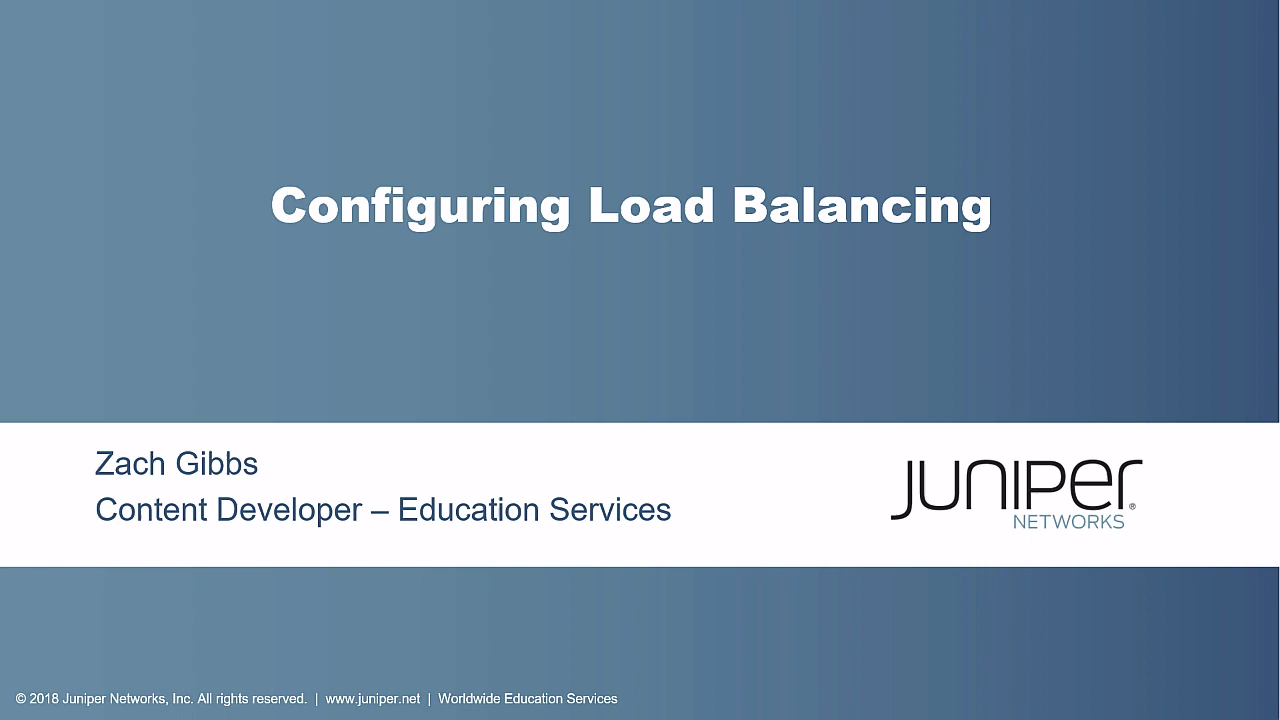 Configuring Load Balancing
Zach Gibbs
Content Developer – Education Services
JUNIPer®
NETWORKS
© 2018 Juniper Networks, Inc. All rights reserved. | www.juniper.net | Worldwide Education Services